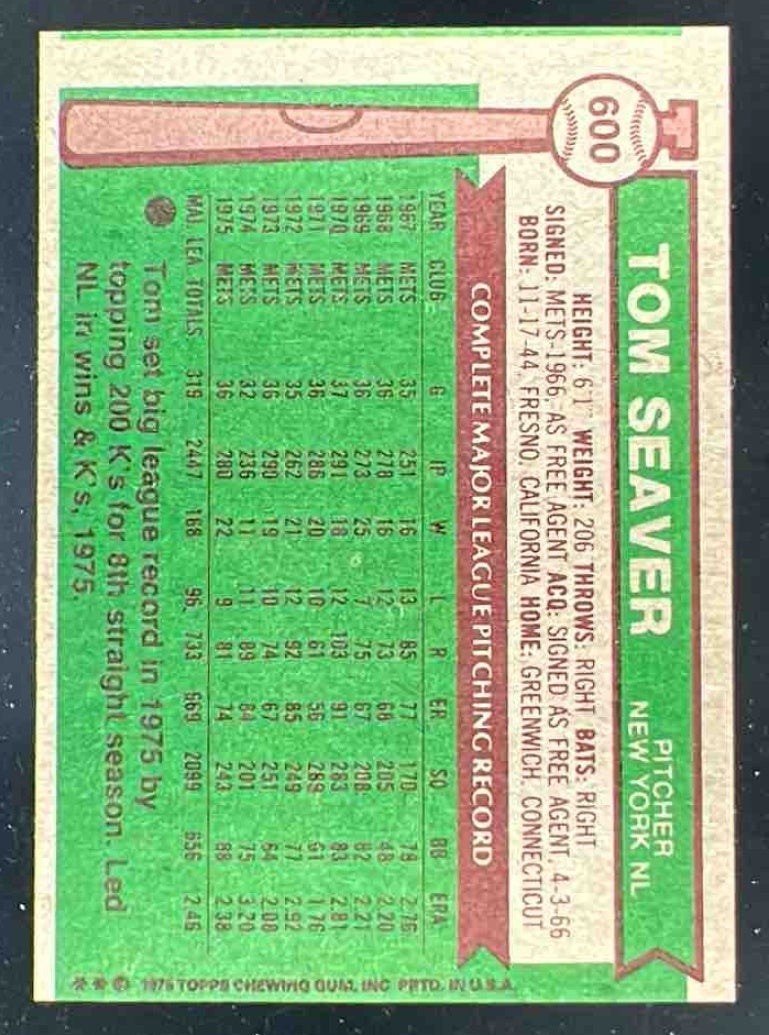 600
TOM SEAVER
PITCHER
NEW YORK NL
HEIGHT: 6'1" WEIGHT: 206 THROWS: RIGHT BATS: RIGHT
SIGNED: METS-1966, AS FREE AGENT ACQ: SIGNED AS FREE AGENT, 4-3-66
BORN: 11-17-44, FRESNO, CALIFORNIA HOME: GREENWICH, CONNECTICUT
COMPLETE MAJOR LEAGUE PITCHING RECORD
YEAR CLUB G IP W L R ER SO BB ERA
1967 METS 35 251 16 13 85 77 170 78 2.76
1968 METS 36 278 16 12 73 68 205 48 2.20
1969 METS 36 273 25 7 75 67 208 82 2.21
1970 METS 37 291 18 12 103 91 283 83 2.81
1971 METS 36 286 20 10 61 56 289 61 1.76
1972 METS 35 262 21 12 92 85 249 77 2.92
1973 METS 36 290 19 10 74 67 251 64 2.08
1974 METS 32 236 11 11 89 84 201 75 3.20
1975 METS 36 280 22 9 81 74 243 88 2.38
MAJ. LEA. TOTALS 319 2447 168 96 733 669 2099 656 2.46
Tom set big league record in 1975 by
topping 200 K's for 8th straight season. Led
NL in wins & K's, 1975.
** © 1976 TOPPS CHEWING GUM, INC PRTD. IN U.S.A.